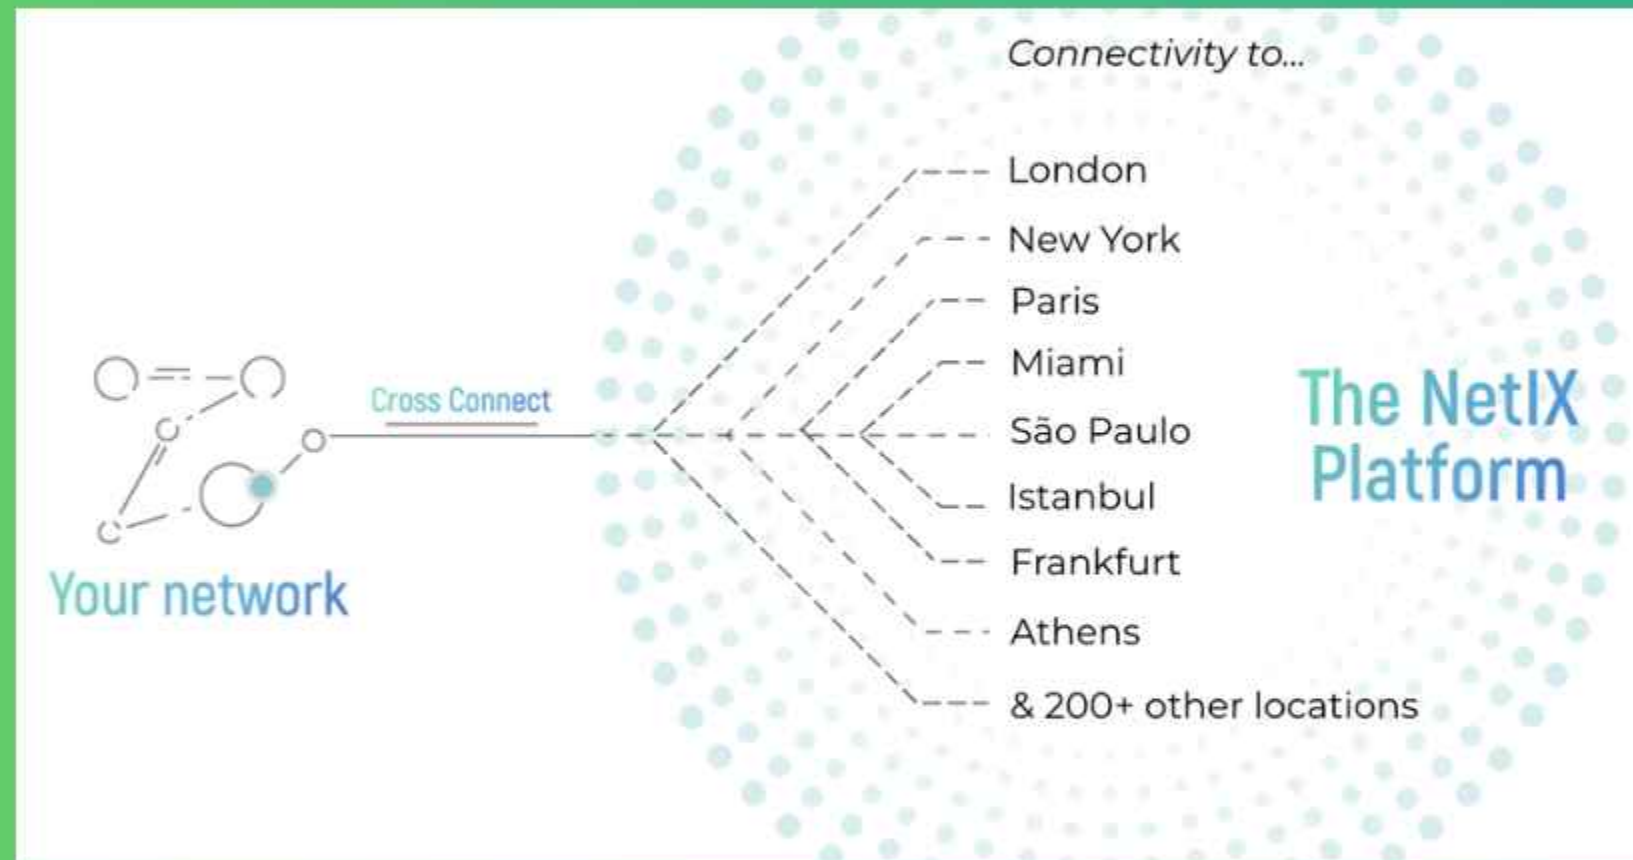 Connectivity to...
London
New York
Paris
Miami
São Paulo
Istanbul
Frankfurt
Athens
& 200+ other locations
Cross Connect
Your network
The NetIX
Platform